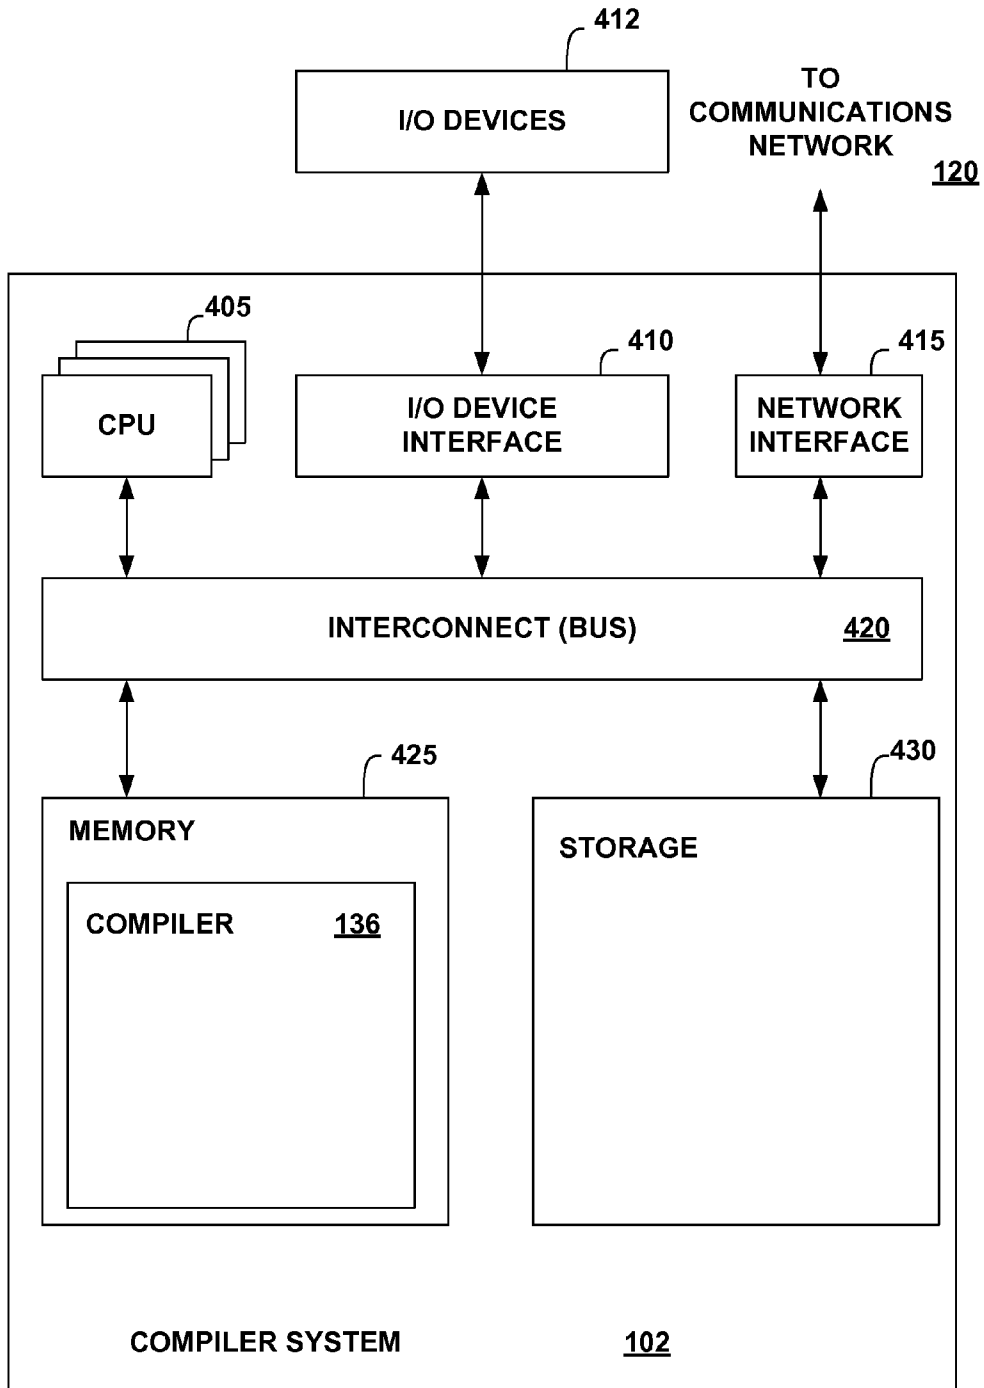 412
I/O DEVICES
TO
COMMUNICATIONS
NETWORK
120
405
CPU
410
I/O DEVICE
INTERFACE
415
NETWORK
INTERFACE
INTERCONNECT (BUS)
420
425
MEMORY
COMPILER
136
430
STORAGE
COMPILER SYSTEM
102